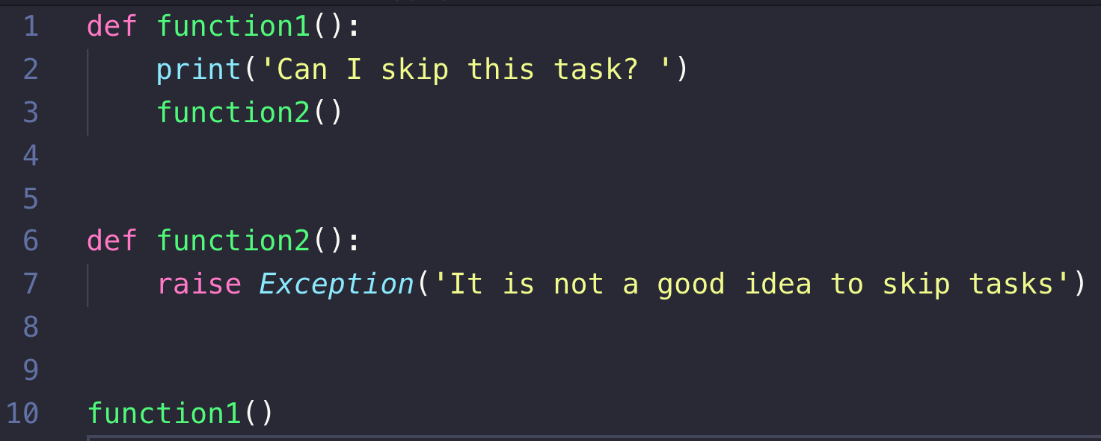 1 def function1():
2     print('Can I skip this task? ')
3     function2()
4
5
6 def function2():
7     raise Exception('It is not a good idea to skip tasks')
8
9
10 function1()